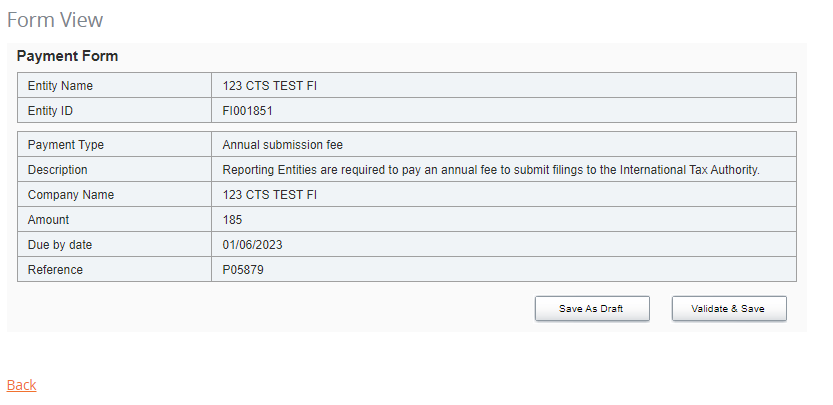 Form View
Payment Form
Entity Name 123 CTS TEST FI
Entity ID FI001851
Payment Type Annual submission fee
Description Reporting Entities are required to pay an annual fee to submit filings to the International Tax Authority.
Company Name 123 CTS TEST FI
Amount 185
Due by date 01/06/2023
Reference P05879
Save As Draft Validate & Save
Back